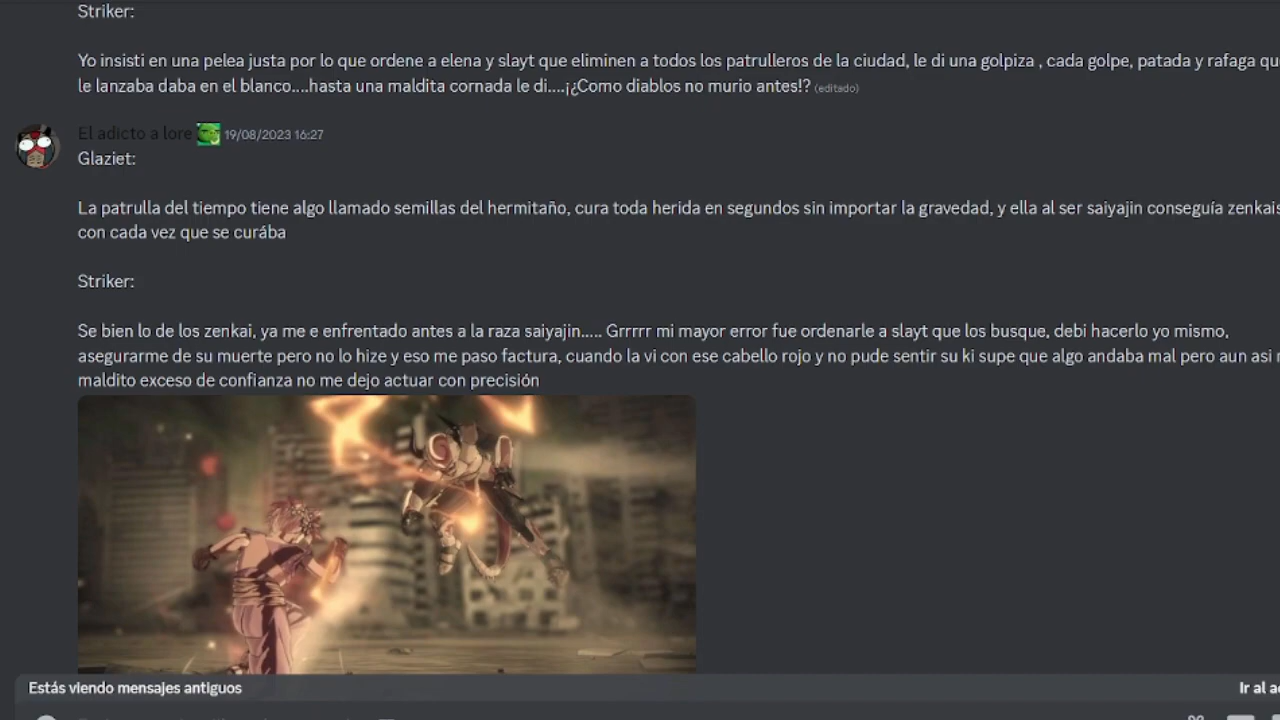 Striker:
Yo insisti en una pelea justa por lo que ordene a elena y slayt que eliminen a todos los patrulleros de la ciudad, le di una golpiza , cada golpe, patada y rafaga
le lanzaba daba en el blanco....hasta una maldita cornada le di....¡¿Como diablos no murio antes!? (editado)
El adicto a lore 19/08/2023 16:27
Glaziet:
La patrulla del tiempo tiene algo llamado semillas del hermitaño, cura toda herida en segundos sin importar la gravedad, y ella al ser saiyajin conseguía zenkais
con cada vez que se curába
Striker:
Se bien lo de los zenkai, ya me e enfrentado antes a la raza saiyajin..... Grrrrr mi mayor error fue ordenarle a slayt que los busque, debi hacerlo yo mismo,
asegurarme de su muerte pero no lo hize y eso me paso factura, cuando la vi con ese cabello rojo y no pude sentir su ki supe que algo andaba mal pero aun asi
maldito exceso de confianza no me dejo actuar con precisión
Estás viendo mensajes antiguos
Ir al